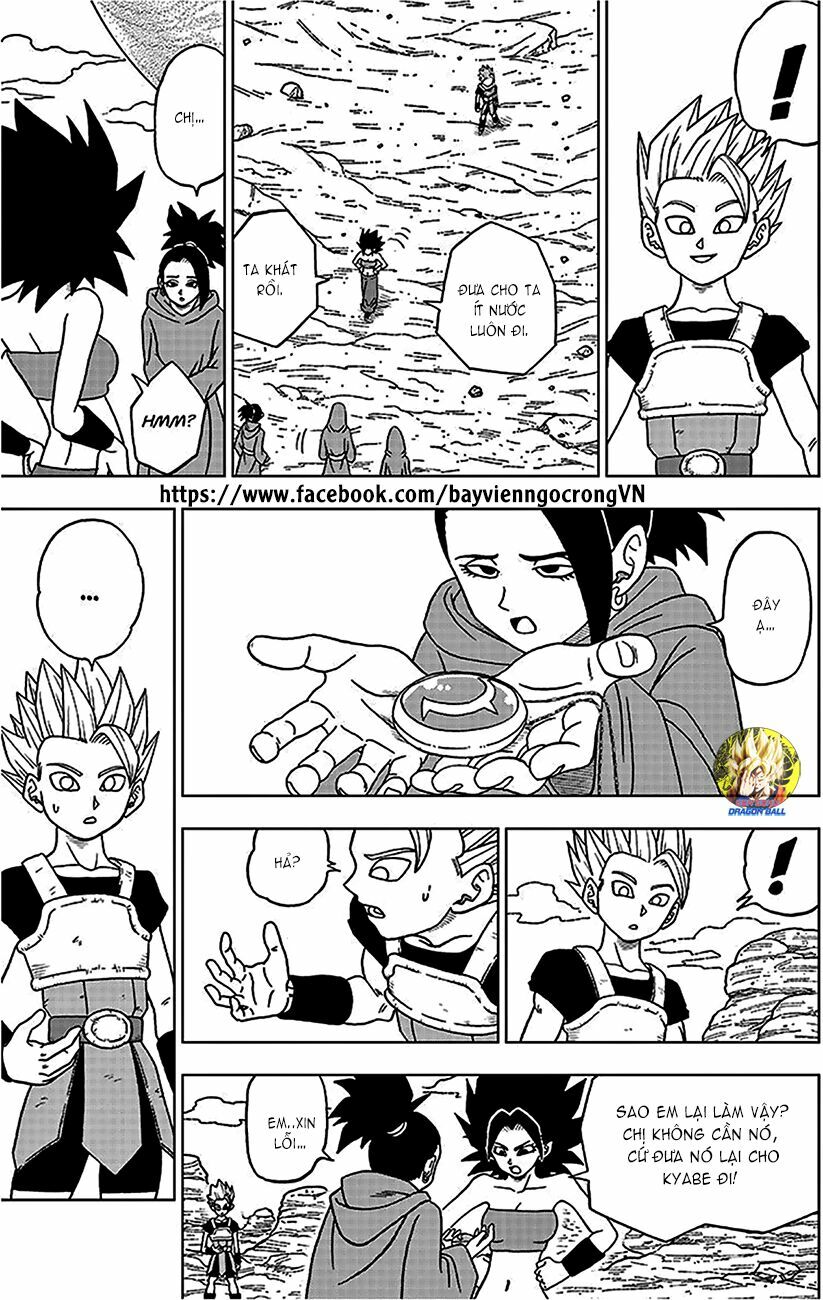 !
ĐƯA CHO TA
ÍT NƯỚC
LUÔN ĐI.
TA KHÁT
RỒI.
CHỊ...
HMM?
https://www.facebook.com/bayvienngocrongVN
ĐÂY
Ạ...
...
DRAGON BALL
!
HẢ?
SAO EM LẠI LÀM VẬY?
CHỊ KHÔNG CẦN NÓ,
CỨ ĐƯA NÓ LẠI CHO
KYABE ĐI!
EM..XIN
LỖI...